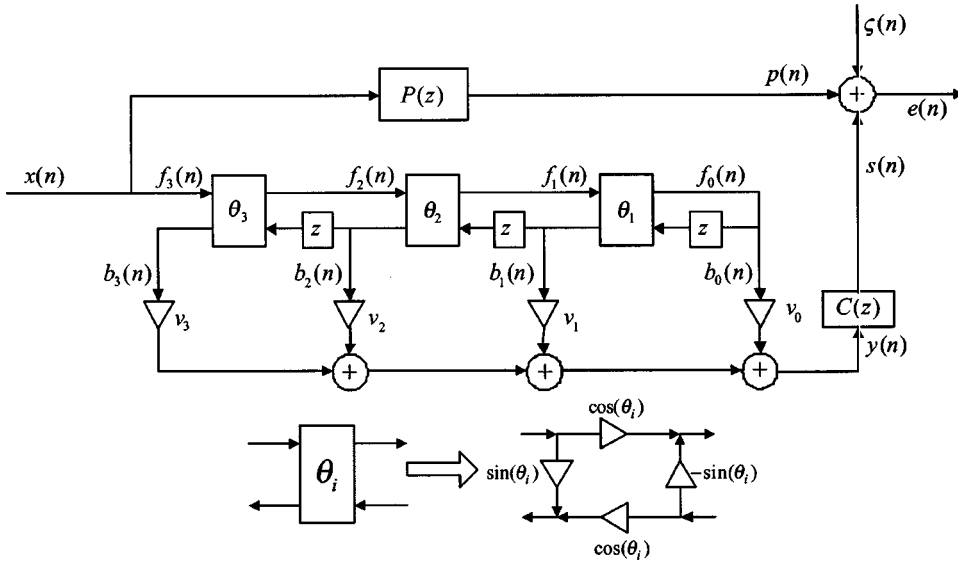 ς(n)
P(z)
p(n)
+
e(n)
x(n)
f₃(n)
f₂(n)
f₁(n)
f₀(n)
s(n)
θ₃
θ₂
θ₁
z
z
z
b₃(n)
b₂(n)
b₁(n)
b₀(n)
v₃
v₂
v₁
v₀
C(z)
y(n)
+
+
+
cos(θᵢ)
θᵢ
sin(θᵢ)
-sin(θᵢ)
cos(θᵢ)